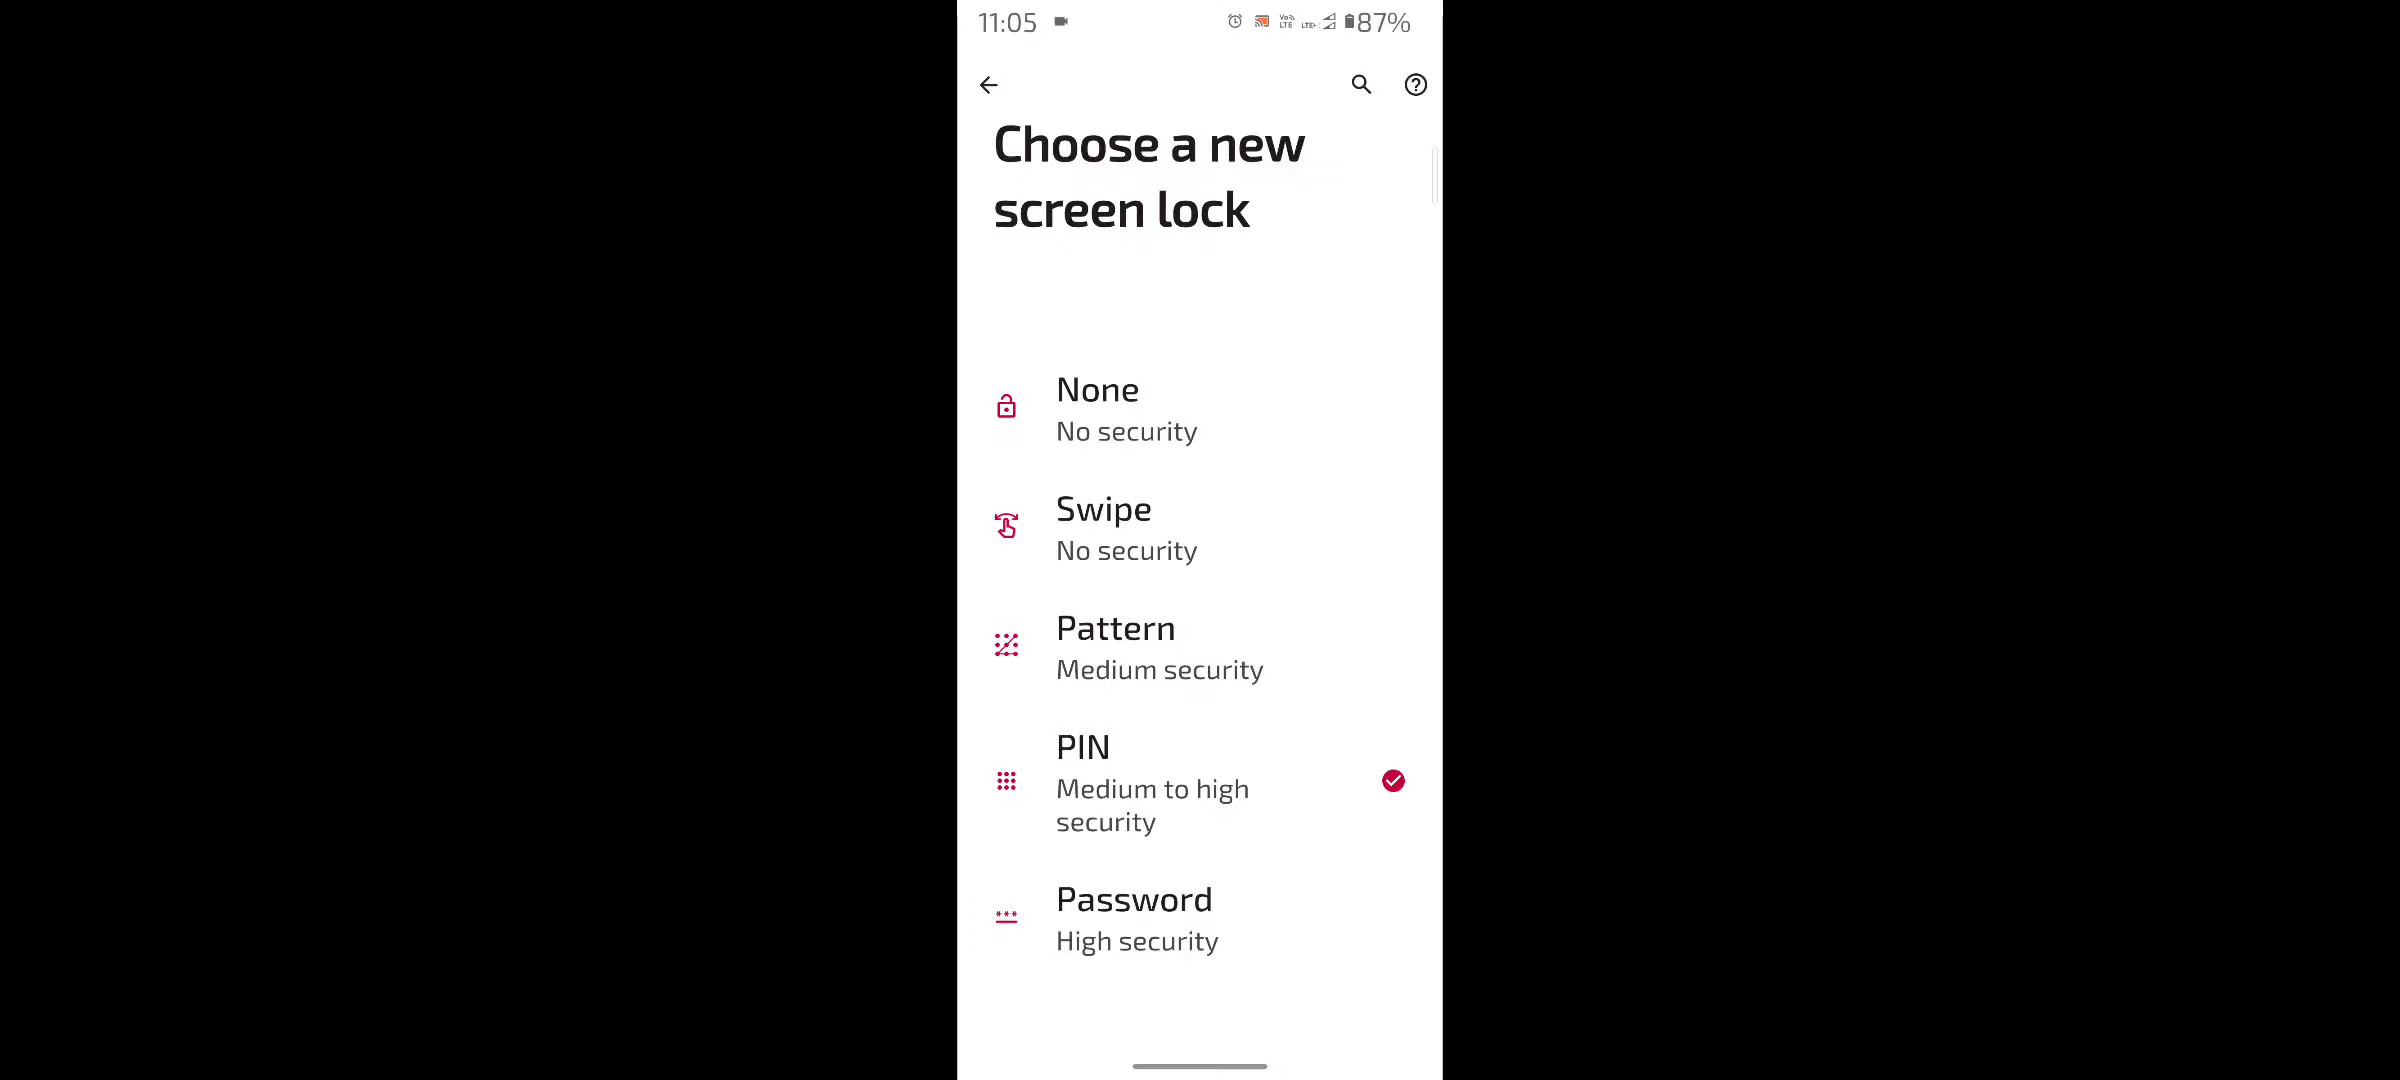 11:05 87%
Choose a new
screen lock
None
No security
Swipe
No security
Pattern
Medium security
PIN
Medium to high
security
Password
High security